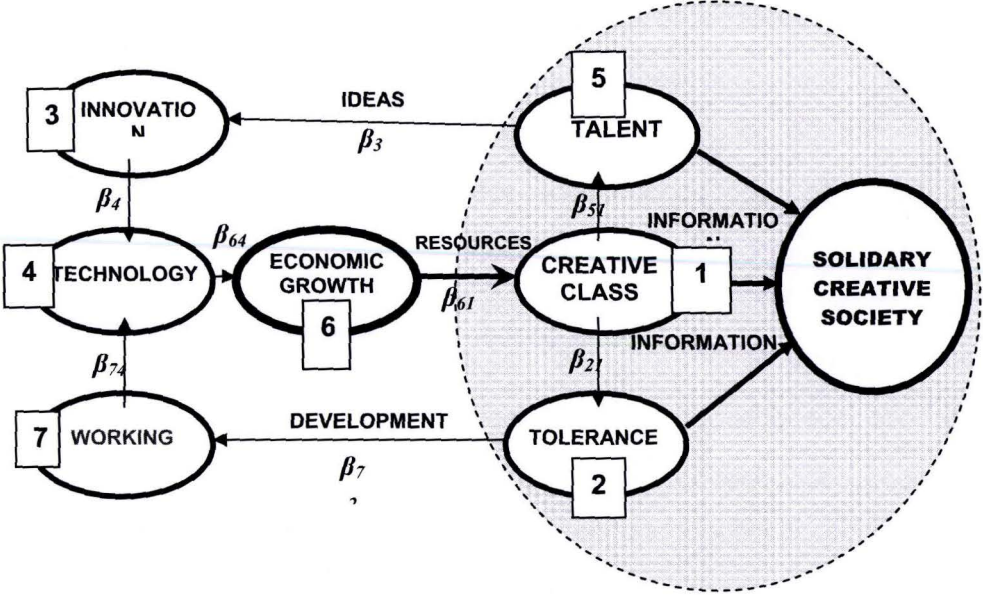 5
3
INNOVATIO
N
IDEAS
β3
TALENT
β4
β51
INFORMATIO
β64
RESOURCES
4
TECHNOLOGY
ECONOMIC
GROWTH
6
β61
CREATIVE
CLASS
1
SOLIDARY
CREATIVE
SOCIETY
β74
β21
INFORMATION
7
WORKING
DEVELOPMENT
β7
2
TOLERANCE
2